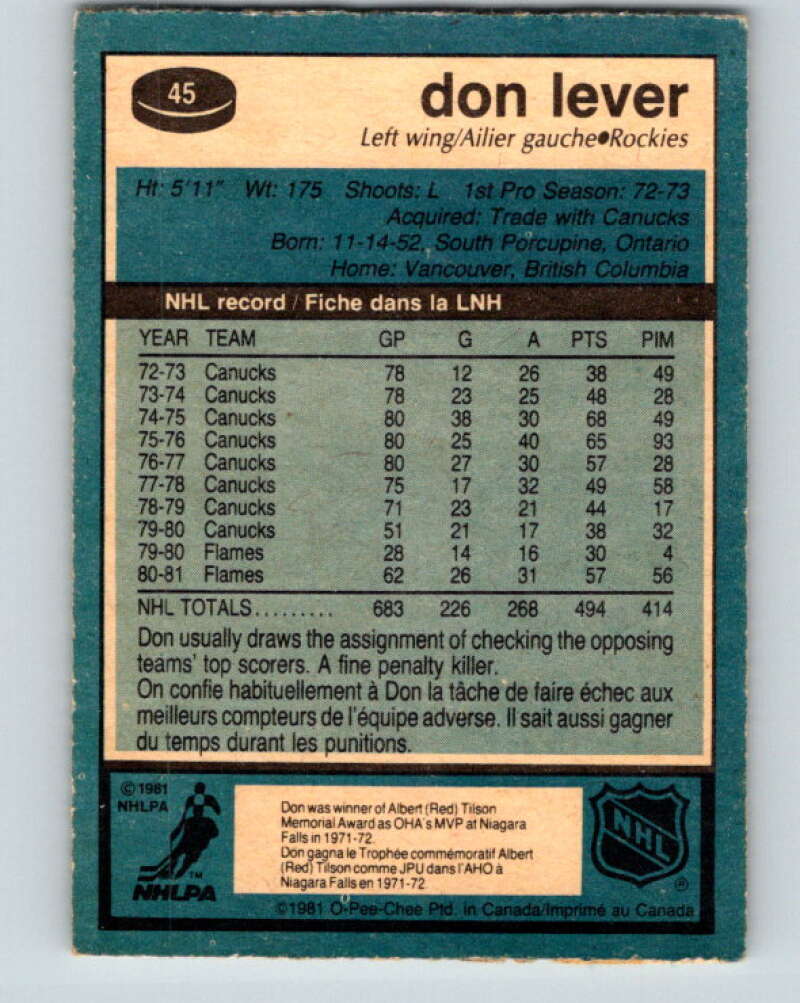 45
don lever
Left wing/Ailier gauche●Rockies
Ht: 5'11" Wt: 175 Shoots: L 1st Pro Season: 72-73
Acquired: Trade with Canucks
Born: 11-14-52, South Porcupine, Ontario
Home: Vancouver, British Columbia
NHL record / Fiche dans la LNH
YEAR TEAM GP G A PTS PIM
72-73 Canucks 78 12 26 38 49
73-74 Canucks 78 23 25 48 28
74-75 Canucks 80 38 30 68 49
75-76 Canucks 80 25 40 65 93
76-77 Canucks 80 27 30 57 28
77-78 Canucks 75 17 32 49 58
78-79 Canucks 71 23 21 44 17
79-80 Canucks 51 21 17 38 32
79-80 Flames 28 14 16 30 4
80-81 Flames 62 26 31 57 56
NHL TOTALS......... 683 226 268 494 414
Don usually draws the assignment of checking the opposing
teams' top scorers. A fine penalty killer.
On confie habituellement à Don la tâche de faire échec aux
meilleurs compteurs de l'équipe adverse. Il sait aussi gagner
du temps durant les punitions.
©1981
NHLPA
TM
NHLPA
Don was winner of Albert (Red) Tilson
Memorial Award as OHA's MVP at Niagara
Falls in 1971-72.
Don gagna le Trophée commémoratif Albert
(Red) Tilson comme JPU dans l'AHO à
Niagara Falls en 1971-72
NHL
®
©1981 O-Pee-Chee Ptd. in Canada/Imprimé au Canada